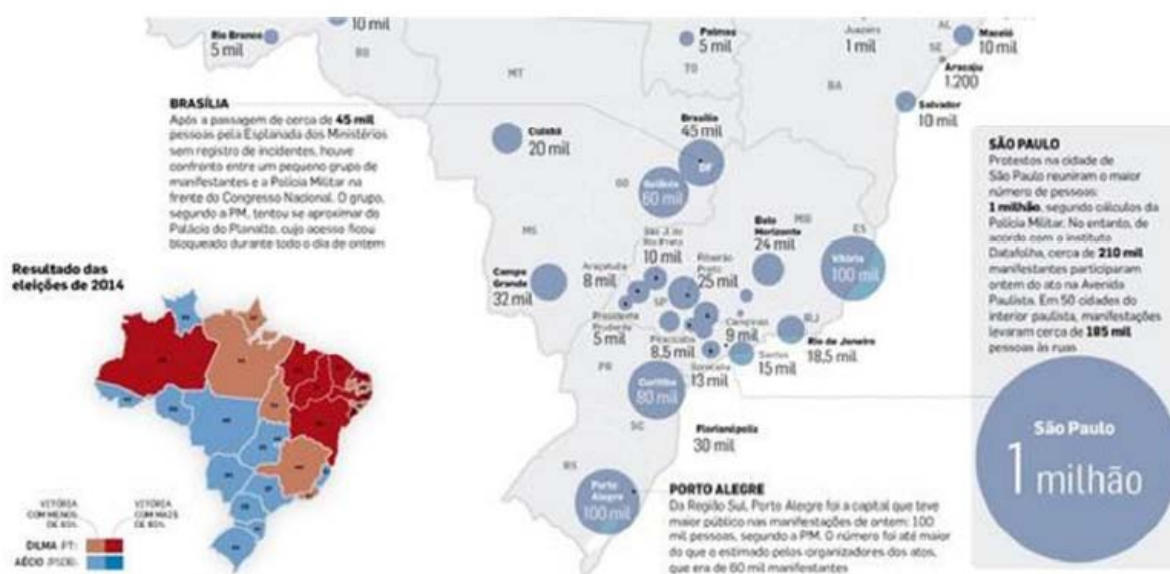 10 mil
Rio Branco
5 mil
RO
MT
Palmas
5 mil
TO
Juazeiro
1 mil
BA
AL
SE
Maceió
10 mil
Aracaju
1.200
Salvador
10 mil
BRASÍLIA
Após a passagem de cerca de 45 mil
pessoas pela Esplanada dos Ministérios
sem registro de incidentes, houve
confronto entre um pequeno grupo de
manifestantes e a Polícia Militar na
frente do Congresso Nacional. O grupo,
segundo a PM, tentou se aproximar do
Palácio do Planalto, cujo acesso ficou
bloqueado durante todo o dia de ontem
Cuiabá
20 mil
Brasília
45 mil
DF
GO
Goiânia
60 mil
MS
Campo
Grande
32 mil
São J. do
Rio Preto
10 mil
Araçatuba
8 mil
Ribeirão
Preto
25 mil
Belo
Horizonte
24 mil
MG
ES
Vitória
100 mil
SP
Presidente
Prudente
5 mil
Piracicaba
8,5 mil
Campinas
9 mil
Sorocaba
13 mil
Santos
15 mil
RJ
Rio de Janeiro
18,5 mil
PR
Curitiba
80 mil
SC
Florianópolis
30 mil
RS
Porto
Alegre
100 mil
PORTO ALEGRE
Da Região Sul, Porto Alegre foi a capital que teve
maior público nas manifestações de ontem: 100
mil pessoas, segundo a PM. O número foi até maior
do que o estimado pelos organizadores dos atos,
que era de 60 mil manifestantes
SÃO PAULO
Protestos na cidade de
São Paulo reuniram o maior
número de pessoas:
1 milhão, segundo cálculos da
Polícia Militar. No entanto, de
acordo com o instituto
Datafolha, cerca de 210 mil
manifestantes participaram
ontem do ato na Avenida
Paulista. Em 50 cidades do
interior paulista, manifestações
levaram cerca de 185 mil
pessoas às ruas
São Paulo
1 milhão
Resultado das
eleições de 2014
VITÓRIA
COM MENOS
DE 60%
VITÓRIA
COM MAIS
DE 60%
DILMA (PT):
AÉCIO (PSDB):